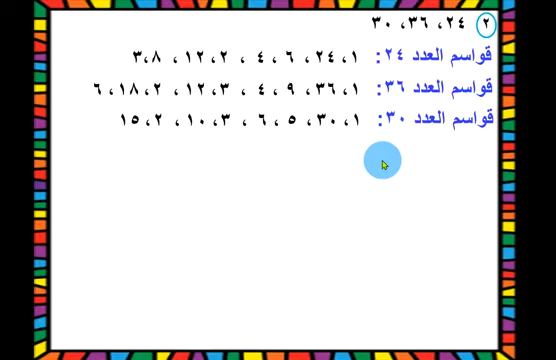 ٢ ٢٤ ، ٣٦ ، ٣٠
قواسم العدد ٢٤ : ١ ، ٢٤ ، ٦ ، ٤ ، ٢ ، ١٢ ، ٨ ، ٣
قواسم العدد ٣٦ : ١ ، ٣٦ ، ٩ ، ٤ ، ٣ ، ١٢ ، ٢ ، ١٨ ، ٦
قواسم العدد ٣٠ : ١ ، ٣٠ ، ٥ ، ٦ ، ٣ ، ١٠ ، ٢ ، ١٥